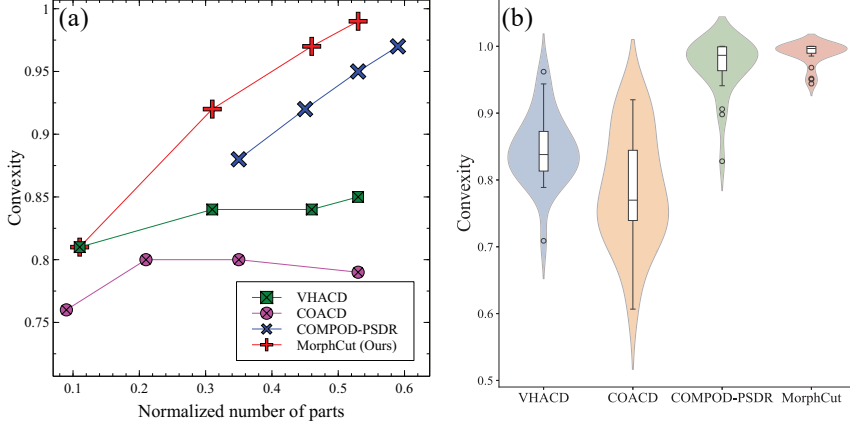 (a)
1
0.95
0.9
0.85
0.8
0.75
Convexity
0.1 0.2 0.3 0.4 0.5 0.6
Normalized number of parts
VHACD
COACD
COMPOD-PSDR
MorphCut (Ours)
(b)
1.0
0.9
0.8
0.7
0.6
0.5
Convexity
VHACD COACD COMPOD-PSDR MorphCut